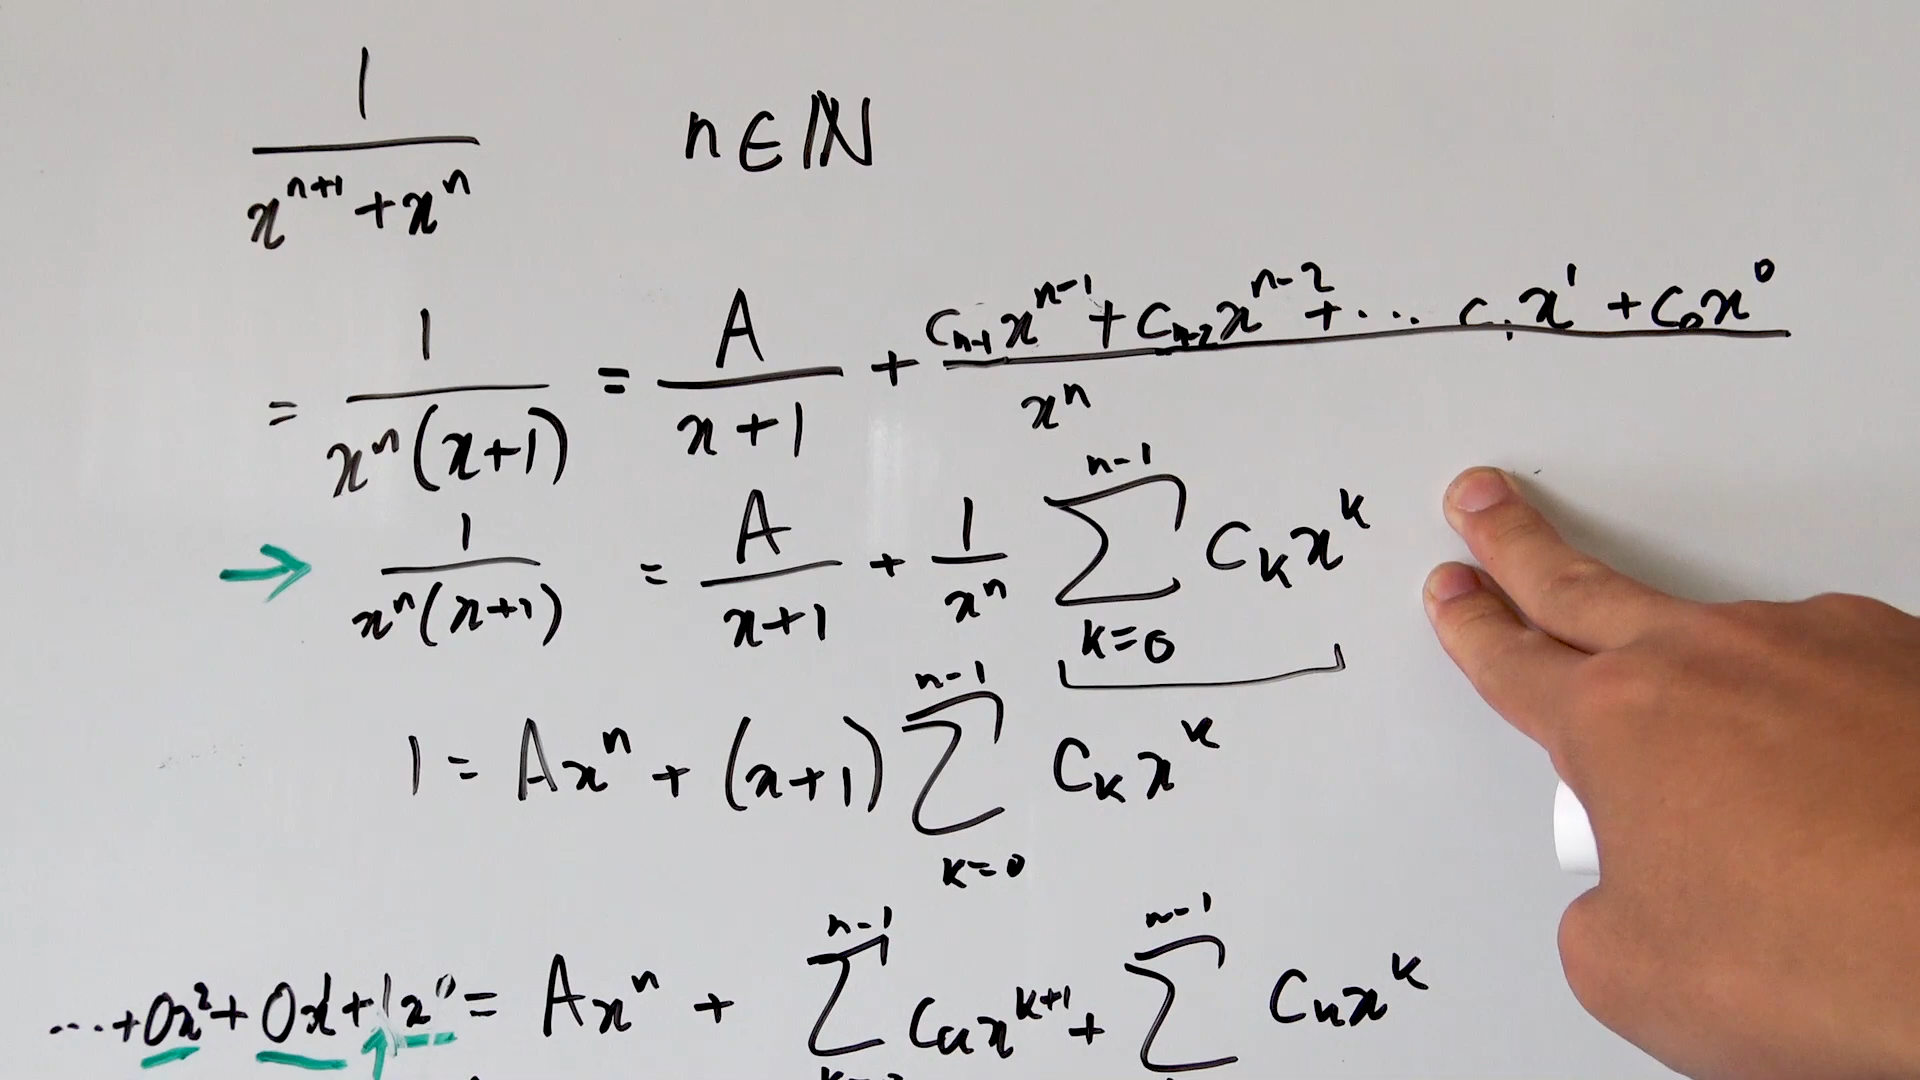 1/(x^{n+1} + x^n)    n∈ℕ
= 1/(x^n(x+1)) = A/(x+1) + (C_{n-1}x^{n-1} + C_{n-2}x^{n-2} + ... C_1x^1 + C_0x^0)/x^n
→ 1/(x^n(x+1)) = A/(x+1) + 1/x^n ∑_{k=0}^{n-1} C_k x^k
1 = Ax^n + (x+1) ∑_{k=0}^{n-1} C_k x^k
...+0x^2+0x^1+1x^0 = Ax^n + ∑_{k=0}^{n-1} C_k x^{k+1} + ∑^{n-1} C_k x^k